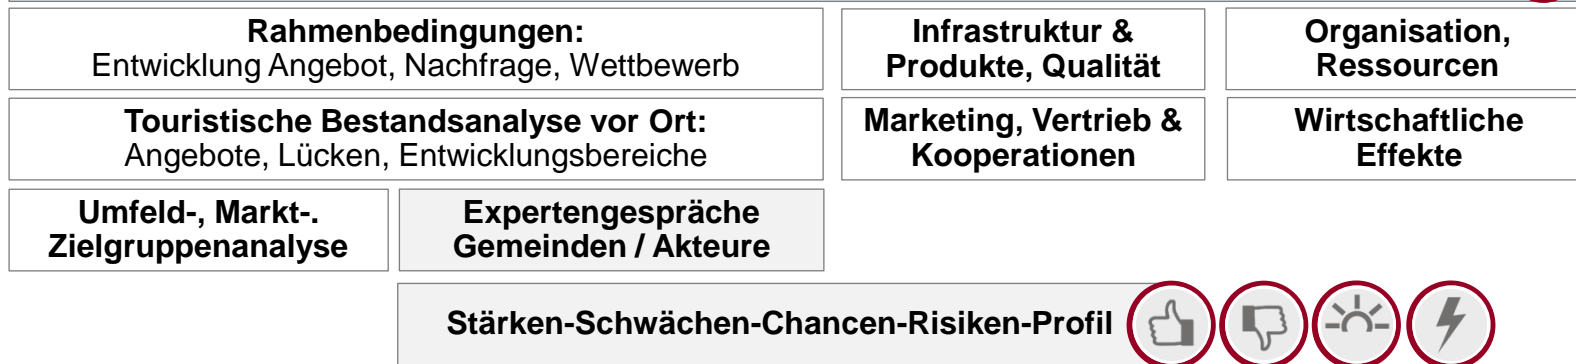 Rahmenbedingungen:
Entwicklung Angebot, Nachfrage, Wettbewerb
Infrastruktur &
Produkte, Qualität
Organisation,
Ressourcen
Touristische Bestandsanalyse vor Ort:
Angebote, Lücken, Entwicklungsbereiche
Marketing, Vertrieb &
Kooperationen
Wirtschaftliche
Effekte
Umfeld-, Markt-.
Zielgruppenanalyse
Expertengespräche
Gemeinden / Akteure
Stärken-Schwächen-Chancen-Risiken-Profil